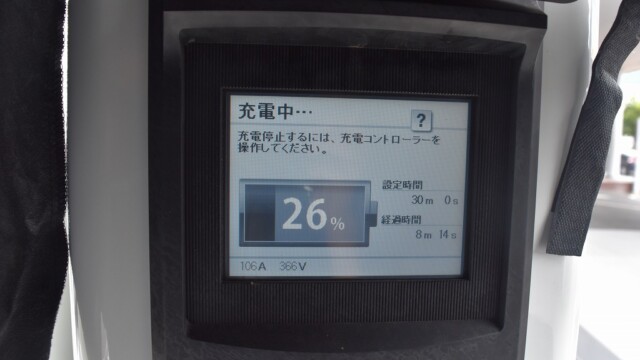 充電中…
?
充電停止するには、充電コントローラーを
操作してください。
設定時間
30m 0s
26%
経過時間
8m 14s
106A 366V